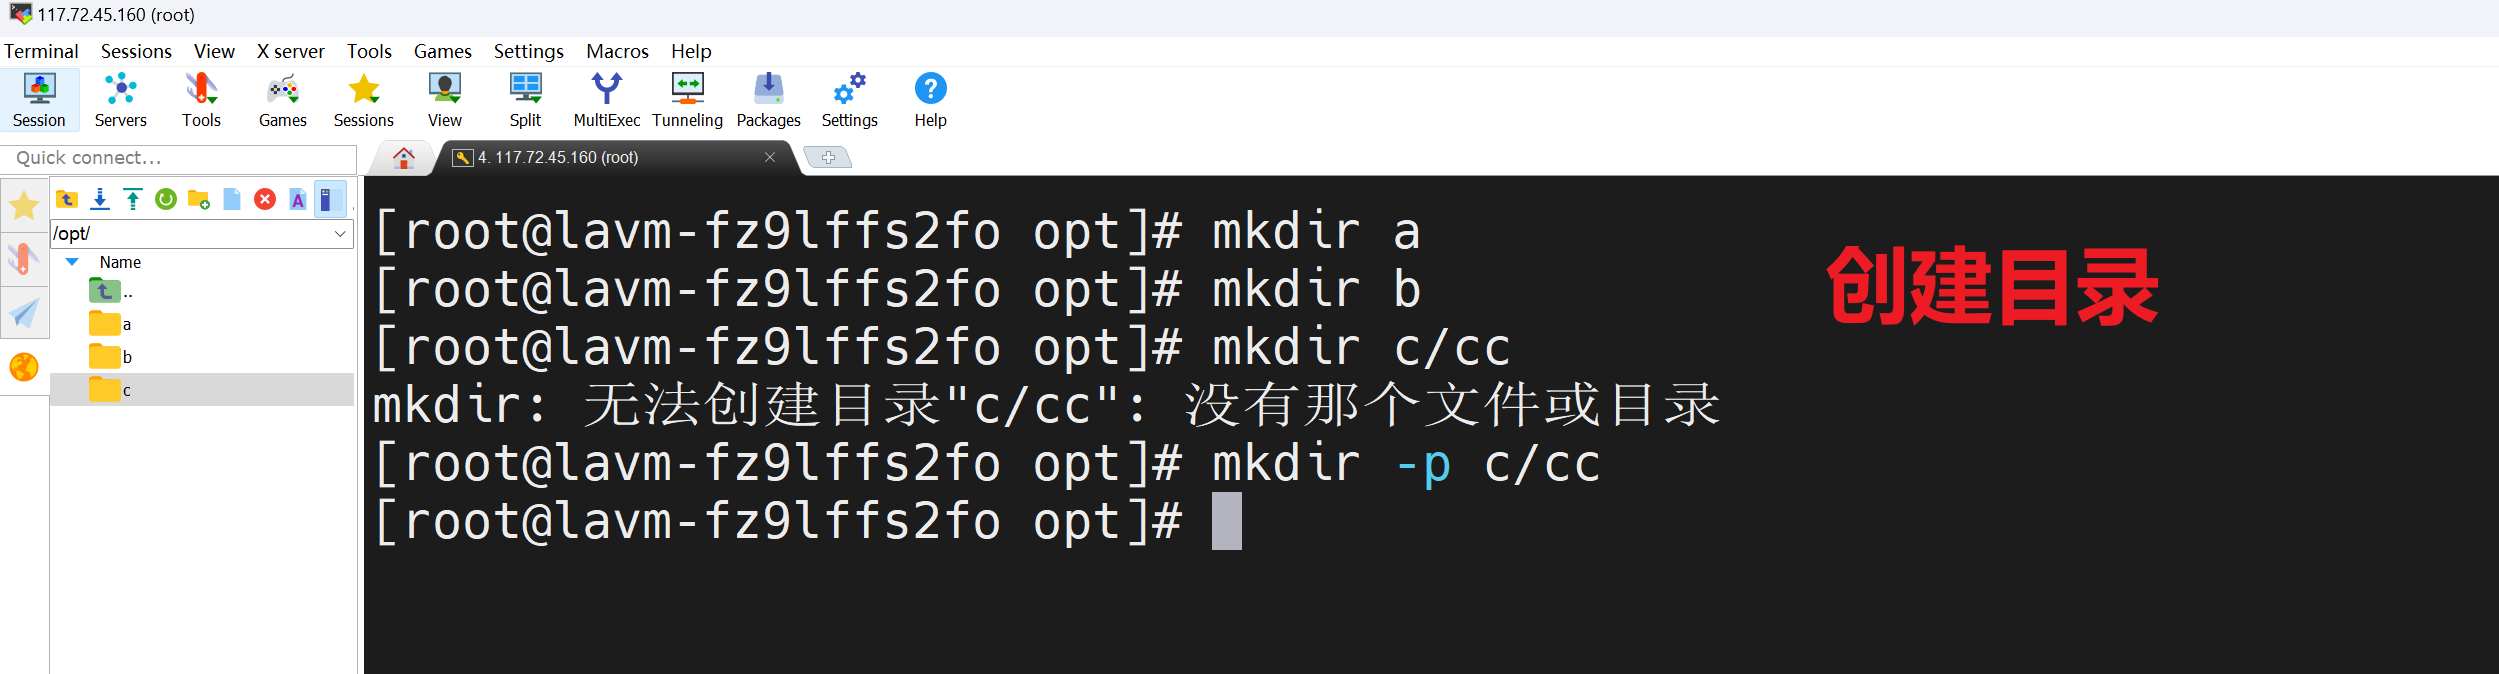 117.72.45.160 (root)
Terminal Sessions View X server Tools Games Settings Macros Help
Session Servers Tools Games Sessions View Split MultiExec Tunneling Packages Settings Help
Quick connect...
4. 117.72.45.160 (root)
/opt/
Name
..
a
b
c
[root@lavm-fz9lffs2fo opt]# mkdir a
[root@lavm-fz9lffs2fo opt]# mkdir b
[root@lavm-fz9lffs2fo opt]# mkdir c/cc
mkdir: 无法创建目录"c/cc": 没有那个文件或目录
[root@lavm-fz9lffs2fo opt]# mkdir -p c/cc
[root@lavm-fz9lffs2fo opt]#
创建目录